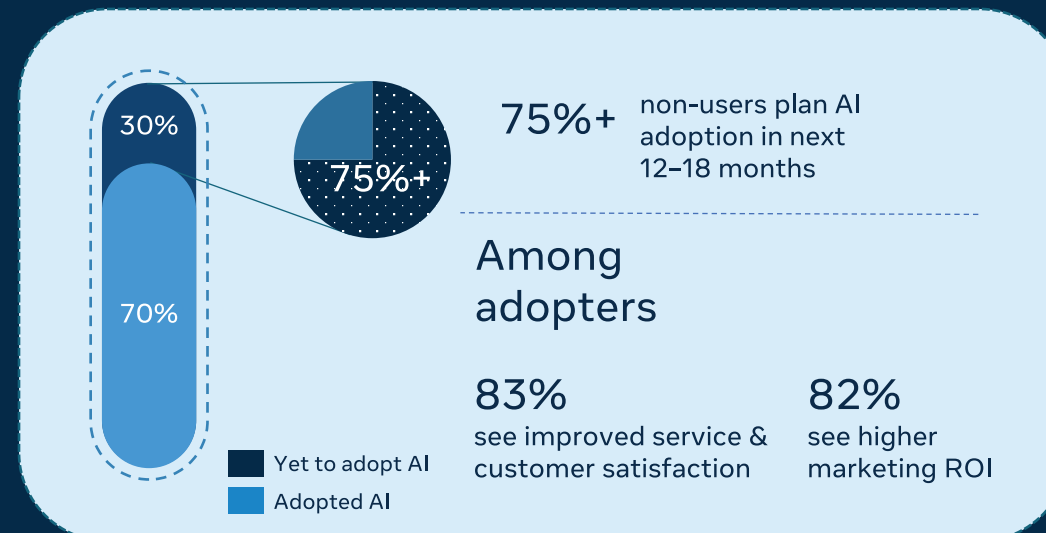 30%
70%
75%+
75%+
non-users plan AI
adoption in next
12–18 months
Among
adopters
83%
see improved service &
customer satisfaction
82%
see higher
marketing ROI
Yet to adopt AI
Adopted AI